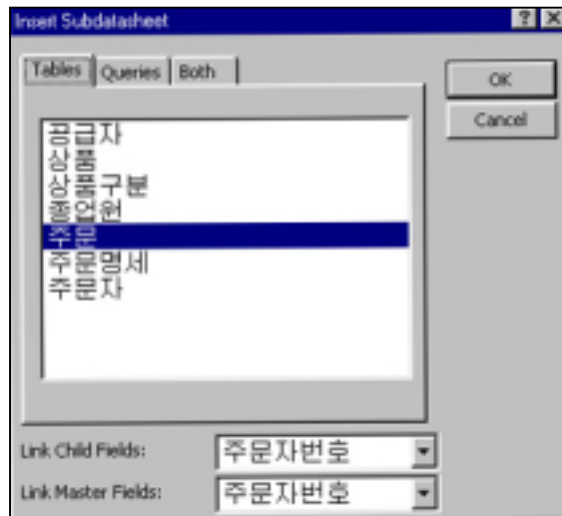 Insert Subdatasheet
Tables Queries Both
OK
Cancel
공급자
상품
상품구분
종업원
주문
주문명세
주문자
Link Child Fields: 주문자번호
Link Master Fields: 주문자번호